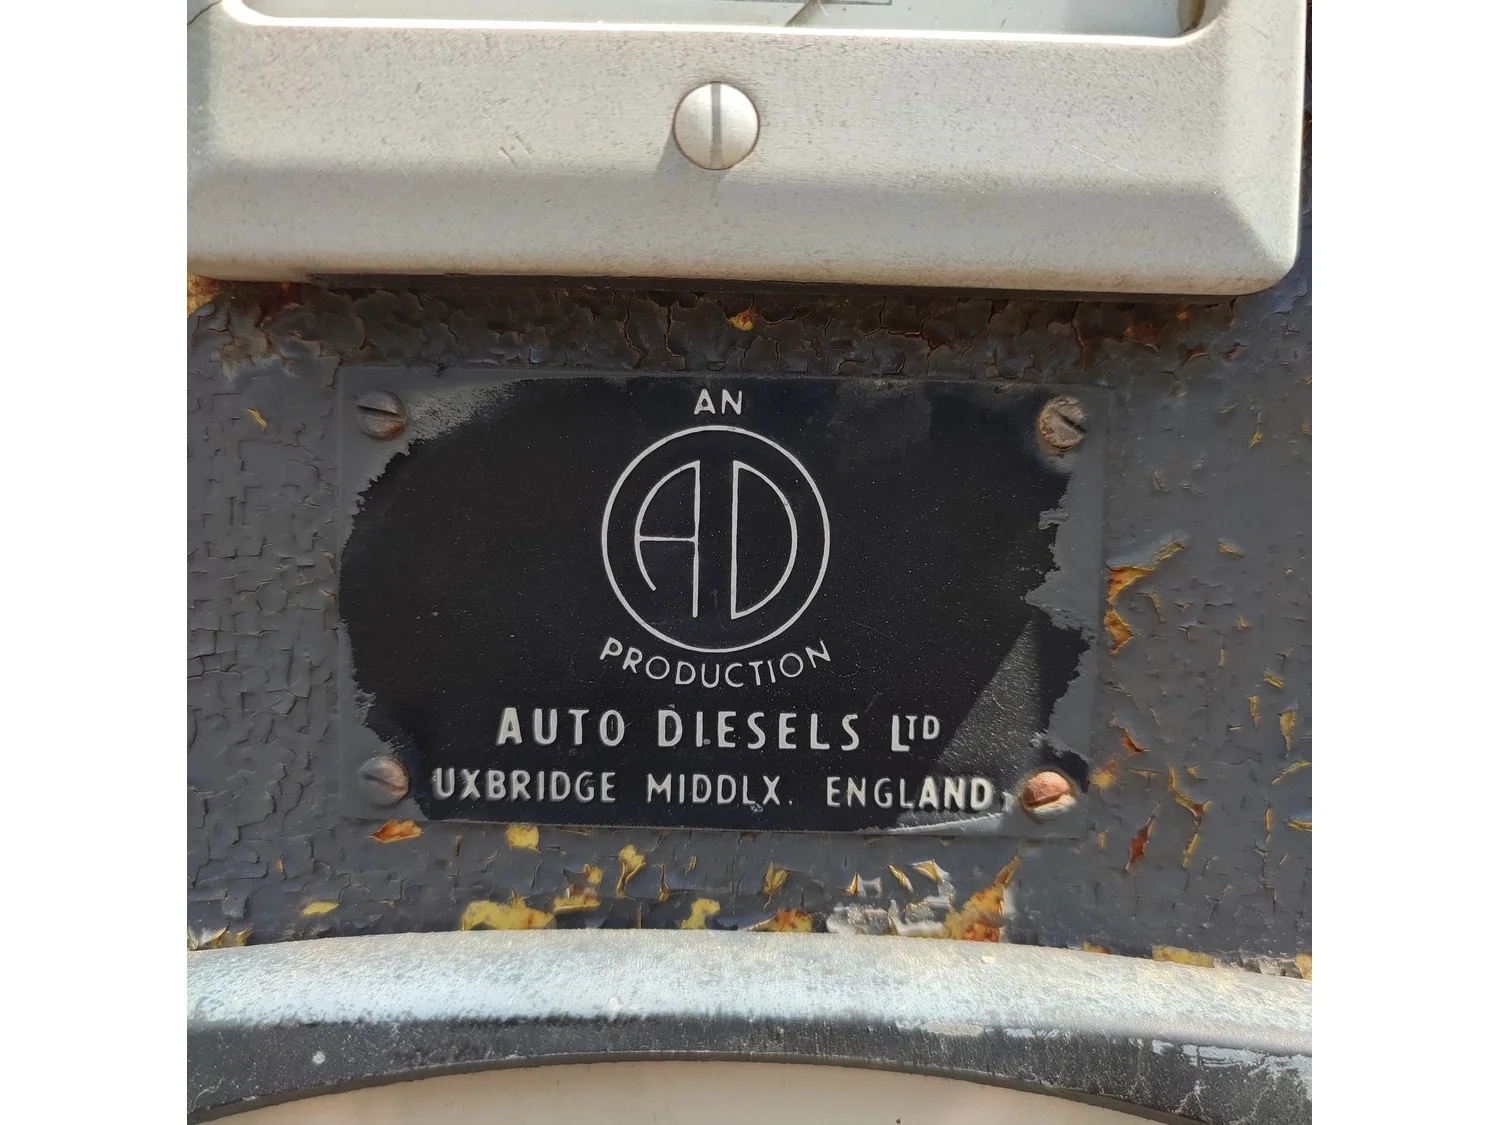 AN
AD
PRODUCTION
AUTO DIESELS LTD
UXBRIDGE MIDDLX. ENGLAND